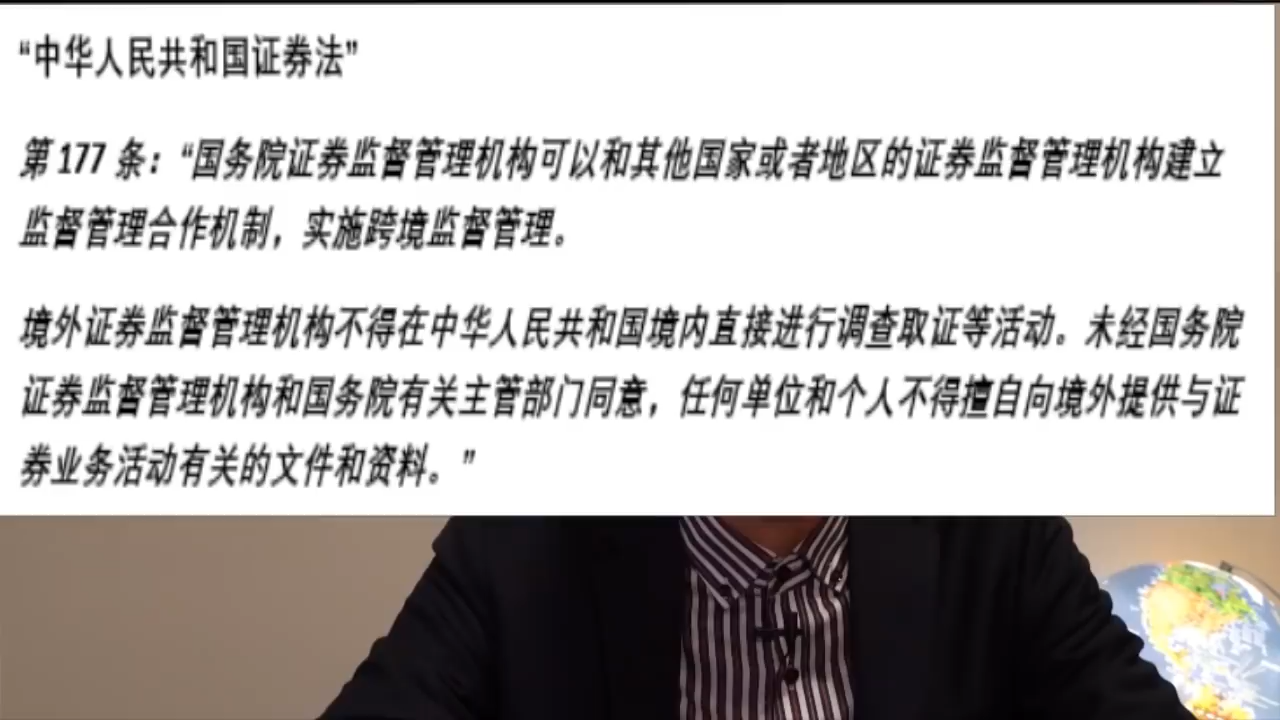 “中华人民共和国证券法”
第 177 条：“国务院证券监督管理机构可以和其他国家或者地区的证券监督管理机构建立
监督管理合作机制，实施跨境监督管理。
境外证券监督管理机构不得在中华人民共和国境内直接进行调查取证等活动。未经国务院
证券监督管理机构和国务院有关主管部门同意，任何单位和个人不得擅自向境外提供与证
券业务活动有关的文件和资料。”